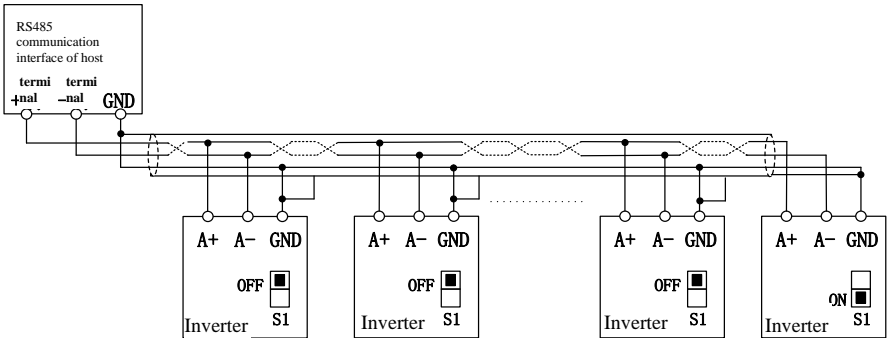 RS485
communication
interface of host
termi termi
+nal −nal GND
A+ A− GND A+ A− GND A+ A− GND A+ A− GND
OFF OFF OFF ON
Inverter S1 Inverter S1 Inverter S1 Inverter S1